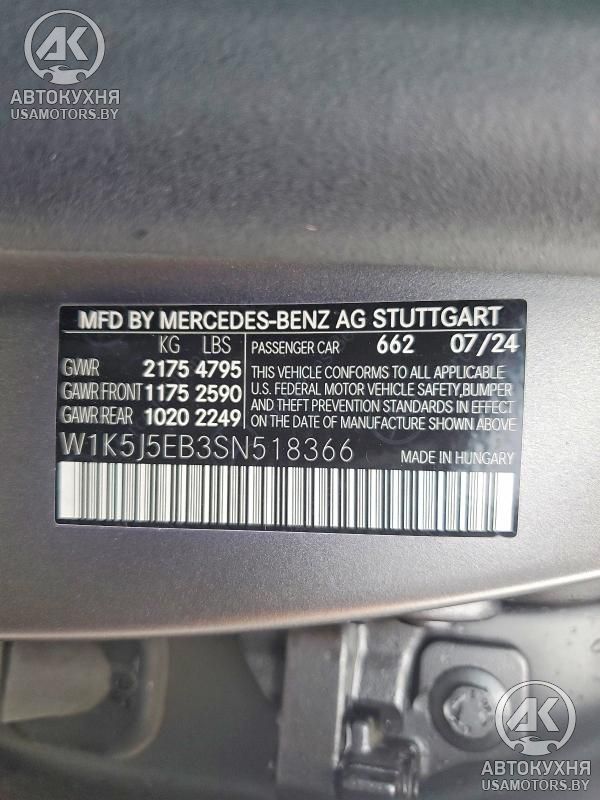 AK
АВТОКУХНЯ
USAMOTORS.BY
MFD BY MERCEDES-BENZ AG STUTTGART
KG LBS PASSENGER CAR 662 07/24
GVWR 2175 4795 THIS VEHICLE CONFORMS TO ALL APPLICABLE
GAWR FRONT 1175 2590 U.S. FEDERAL MOTOR VEHICLE SAFETY, BUMPER
GAWR REAR 1020 2249 AND THEFT PREVENTION STANDARDS IN EFFECT
ON THE DATE OF MANUFACTURE SHOWN ABOVE
W1K5J5EB3SN518366 MADE IN HUNGARY
AK
АВТОКУХНЯ
USAMOTORS.BY